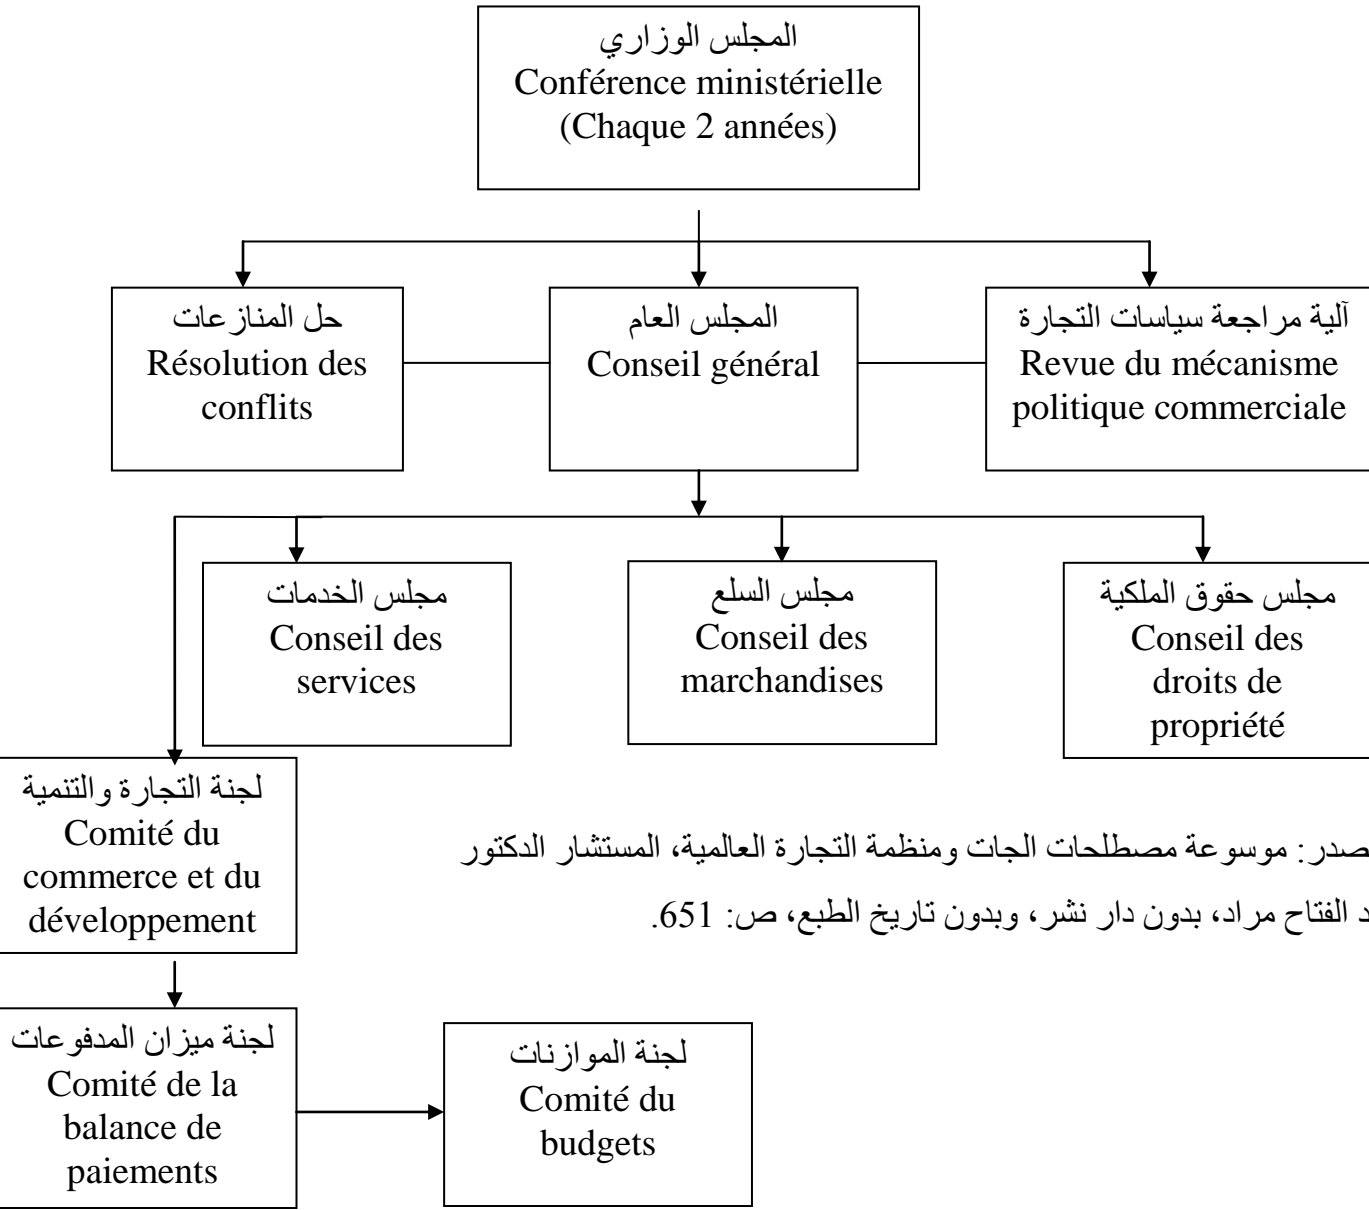 المجلس الوزاري
Conférence ministérielle
(Chaque 2 années)
حل المنازعات
Résolution des
conflits
المجلس العام
Conseil général
آلية مراجعة سياسات التجارة
Revue du mécanisme
politique commerciale
مجلس الخدمات
Conseil des
services
مجلس السلع
Conseil des
marchandises
مجلس حقوق الملكية
Conseil des
droits de
propriété
لجنة التجارة والتنمية
Comité du
commerce et du
développement
صدر: موسوعة مصطلحات الجات ومنظمة التجارة العالمية، المستشار الدكتور
د الفتاح مراد، بدون دار نشر، وبدون تاريخ الطبع، ص: 651.
لجنة ميزان المدفوعات
Comité de la
balance de
paiements
لجنة الموازنات
Comité du
budgets